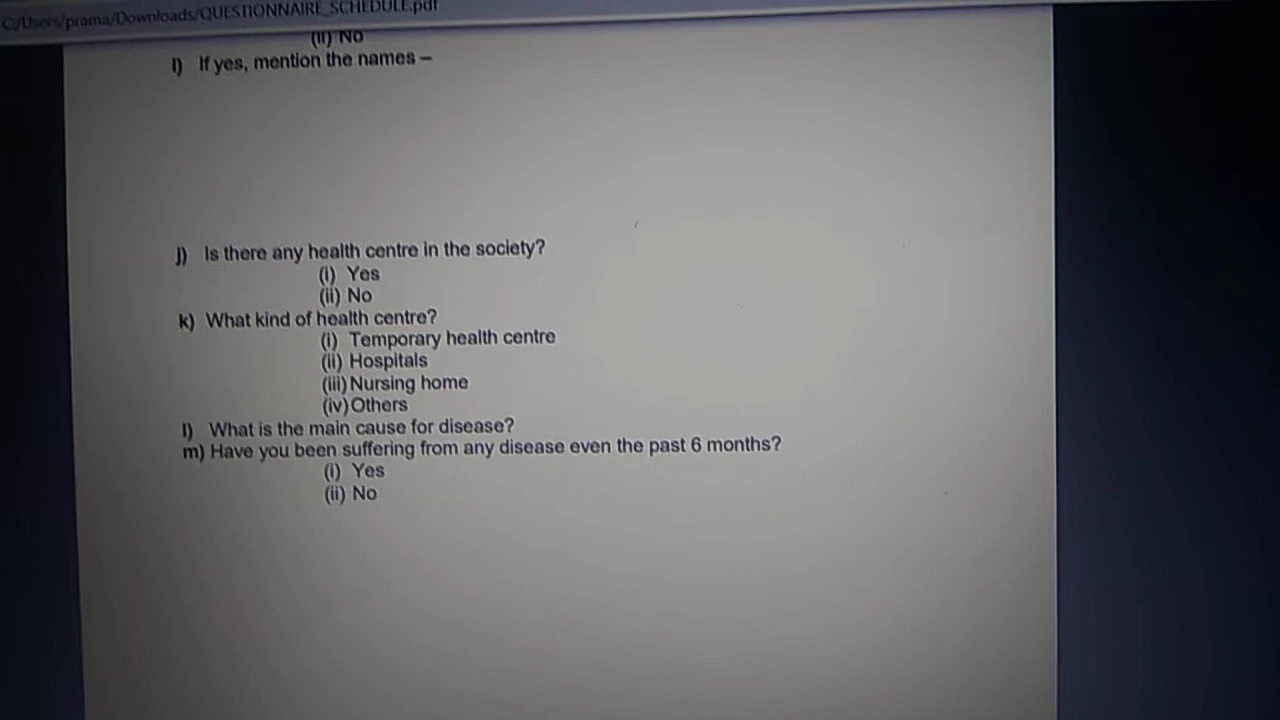 C:/Users/prama/Downloads/QUESTIONNAIRE_SCHEDULE.pdf
(ii) No
i) If yes, mention the names –
j) Is there any health centre in the society?
(i) Yes
(ii) No
k) What kind of health centre?
(i) Temporary health centre
(ii) Hospitals
(iii) Nursing home
(iv) Others
l) What is the main cause for disease?
m) Have you been suffering from any disease even the past 6 months?
(i) Yes
(ii) No